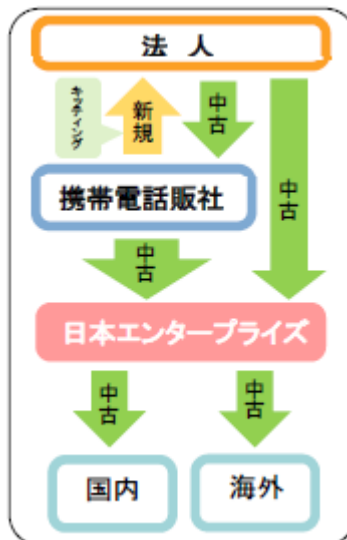 法 人
キッティング
新規
中古
中古
携帯電話販社
中古
日本エンタープライズ
中古
中古
国内
海外